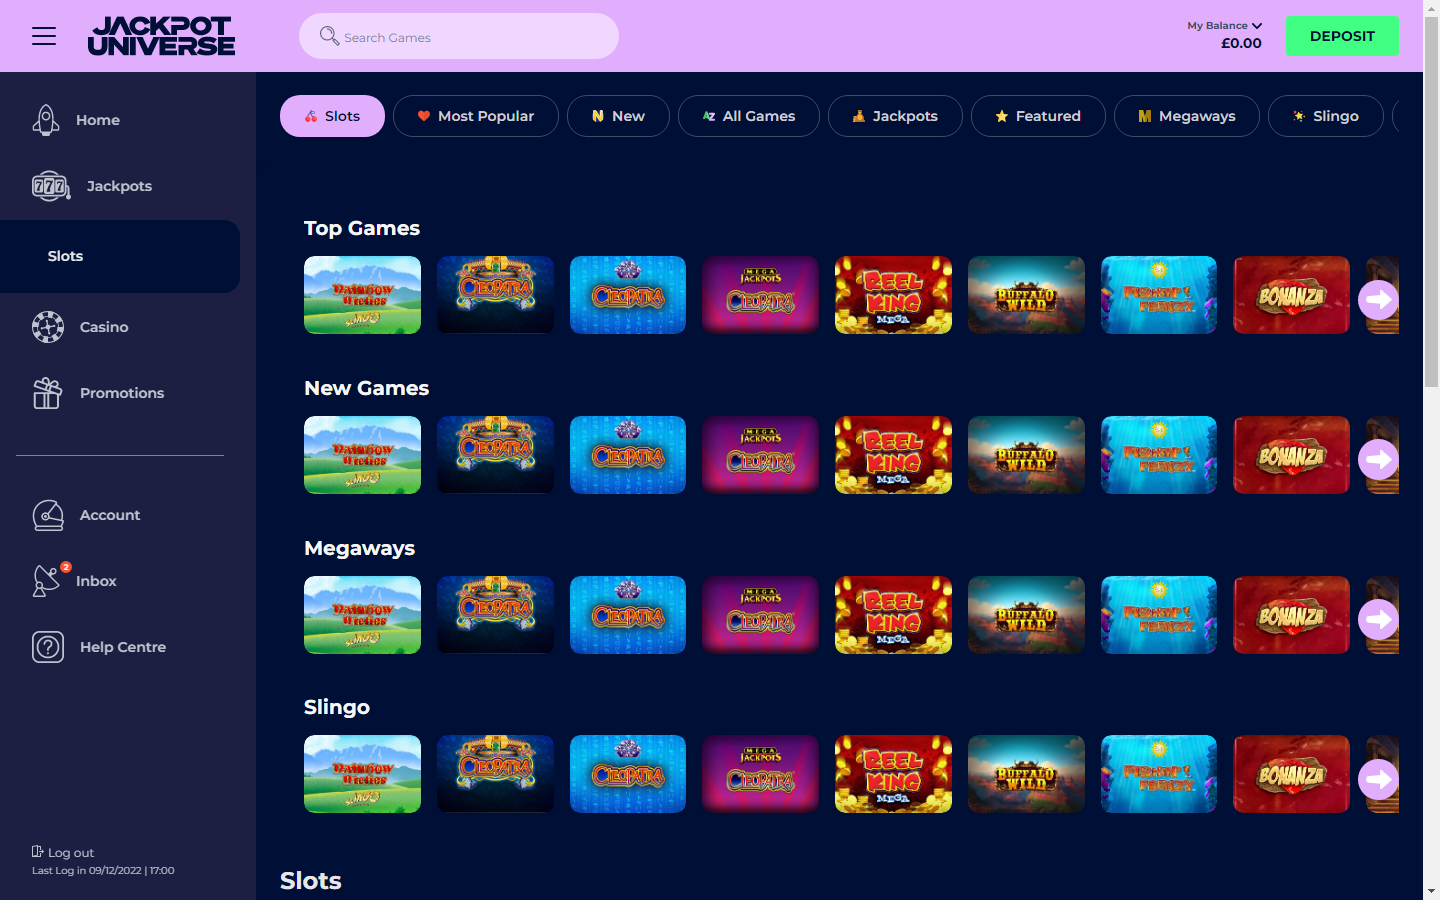 JACKPOT
UNIVERSE
Search Games
My Balance
£0.00
DEPOSIT
Home
Jackpots
Slots
Casino
Promotions
Account
2
Inbox
Help Centre
Log out
Last Log in 09/12/2022 | 17:00
Slots
Most Popular
N New
AZ All Games
Jackpots
Featured
M Megaways
Slingo
Top Games
Rainbow
Riches
SLINGO
CLEOPATRA
CLEOPATRA
MEGA
JACKPOTS
CLEOPATRA
REEL
KING
MEGA
BUFFALO
WILD
FISHIN'
FRENZY
BONANZA
New Games
Rainbow
Riches
SLINGO
CLEOPATRA
CLEOPATRA
MEGA
JACKPOTS
CLEOPATRA
REEL
KING
MEGA
BUFFALO
WILD
FISHIN'
FRENZY
BONANZA
Megaways
Rainbow
Riches
SLINGO
CLEOPATRA
CLEOPATRA
MEGA
JACKPOTS
CLEOPATRA
REEL
KING
MEGA
BUFFALO
WILD
FISHIN'
FRENZY
BONANZA
Slingo
Rainbow
Riches
SLINGO
CLEOPATRA
CLEOPATRA
MEGA
JACKPOTS
CLEOPATRA
REEL
KING
MEGA
BUFFALO
WILD
FISHIN'
FRENZY
BONANZA
Slots